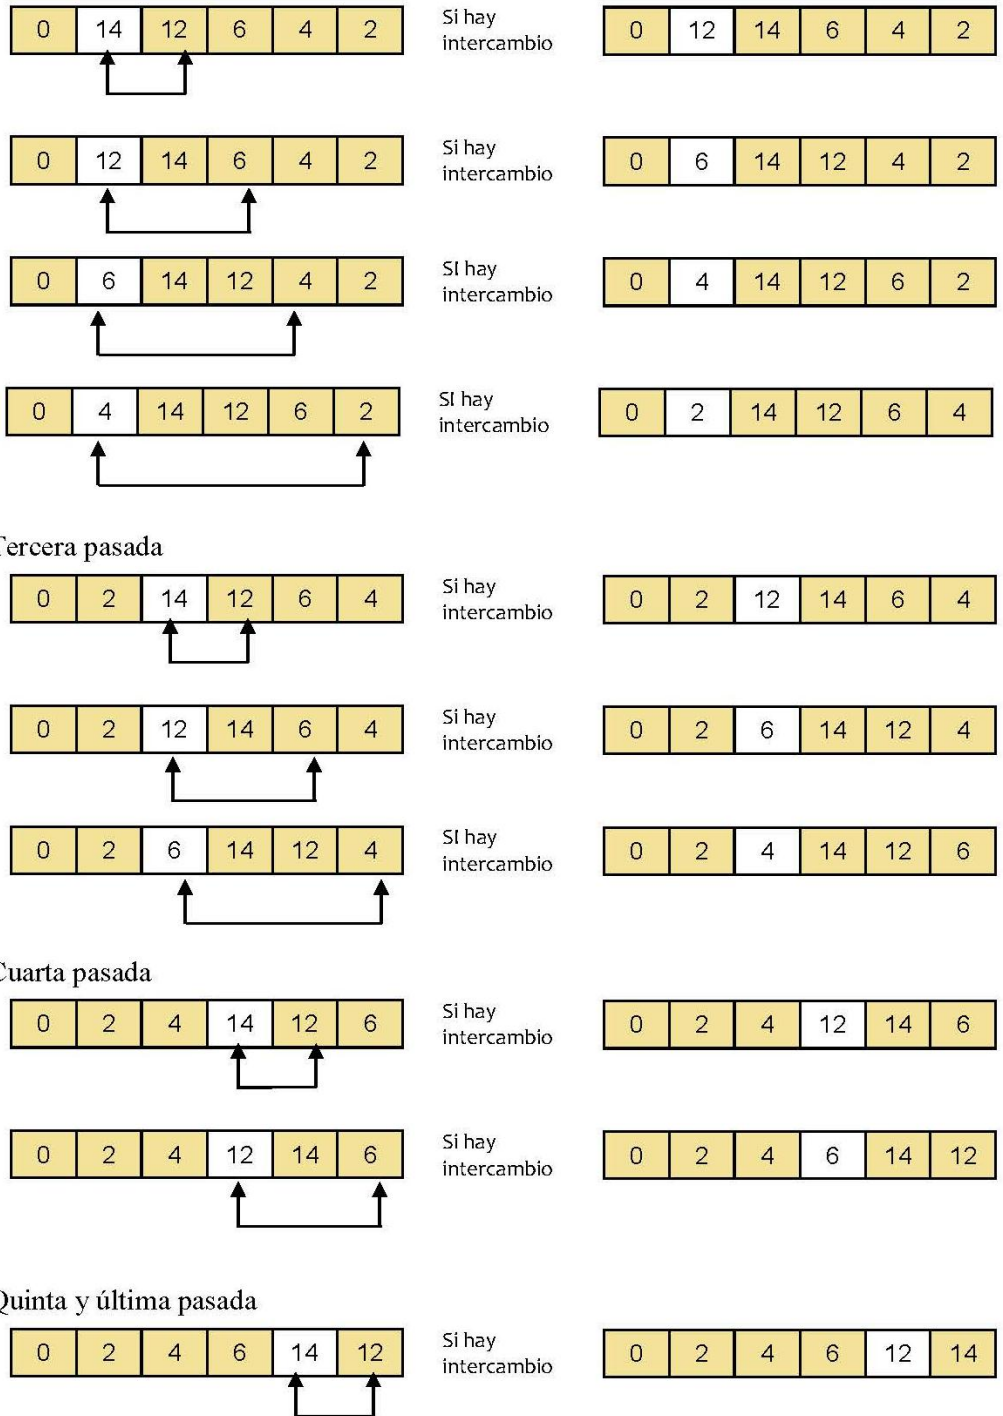 0 14 12 6 4 2 Si hay intercambio 0 12 14 6 4 2
0 12 14 6 4 2 Si hay intercambio 0 6 14 12 4 2
0 6 14 12 4 2 SI hay intercambio 0 4 14 12 6 2
0 4 14 12 6 2 SI hay intercambio 0 2 14 12 6 4
Tercera pasada
0 2 14 12 6 4 Si hay intercambio 0 2 12 14 6 4
0 2 12 14 6 4 Si hay intercambio 0 2 6 14 12 4
0 2 6 14 12 4 SI hay intercambio 0 2 4 14 12 6
Cuarta pasada
0 2 4 14 12 6 Si hay intercambio 0 2 4 12 14 6
0 2 4 12 14 6 Si hay intercambio 0 2 4 6 14 12
Quinta y última pasada
0 2 4 6 14 12 Si hay intercambio 0 2 4 6 12 14